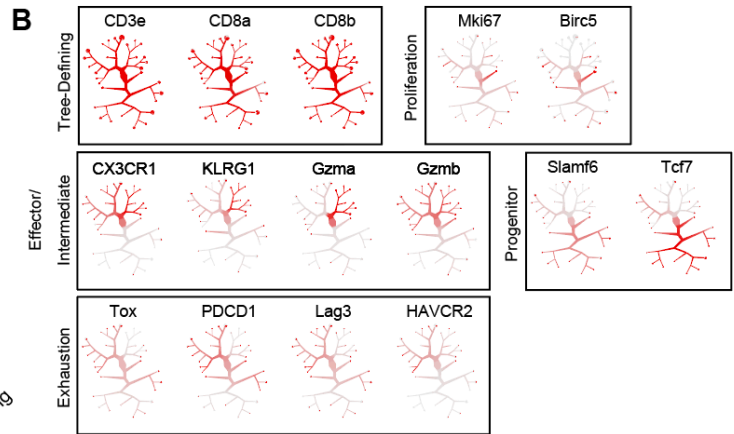 B
Tree-Defining
CD3e CD8a CD8b
Proliferation
Mki67 Birc5
Effector/
Intermediate
CX3CR1 KLRG1 Gzma Gzmb
Progenitor
Slamf6 Tcf7
Exhaustion
Tox PDCD1 Lag3 HAVCR2